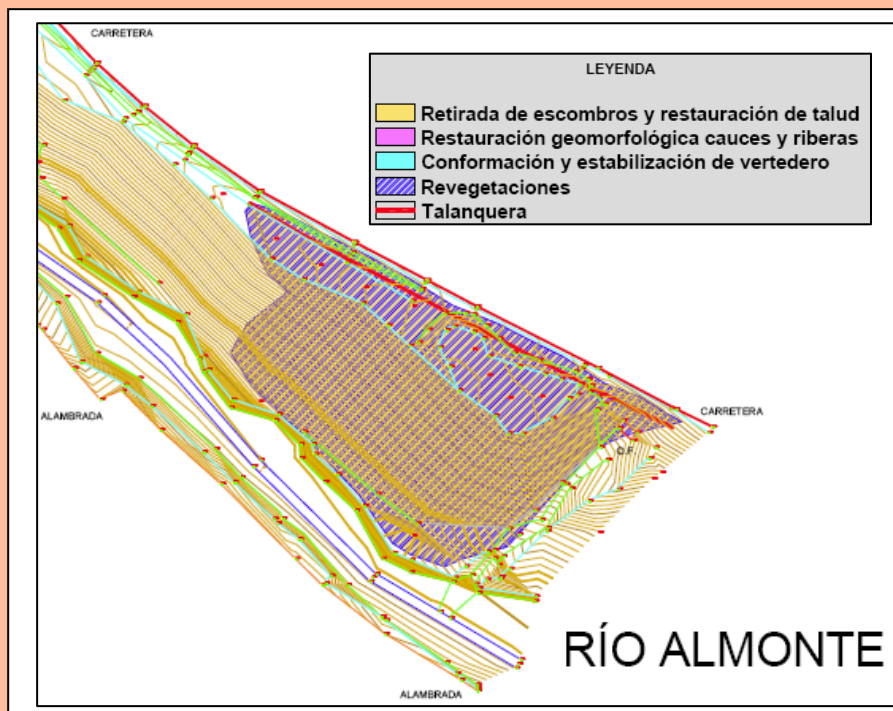 CARRETERA
LEYENDA
Retirada de escombros y restauración de talud
Restauración geomorfológica cauces y riberas
Conformación y estabilización de vertedero
Revegetaciones
Talanquera
ALAMBRADA
CARRETERA
O.F.
RÍO ALMONTE
ALAMBRADA